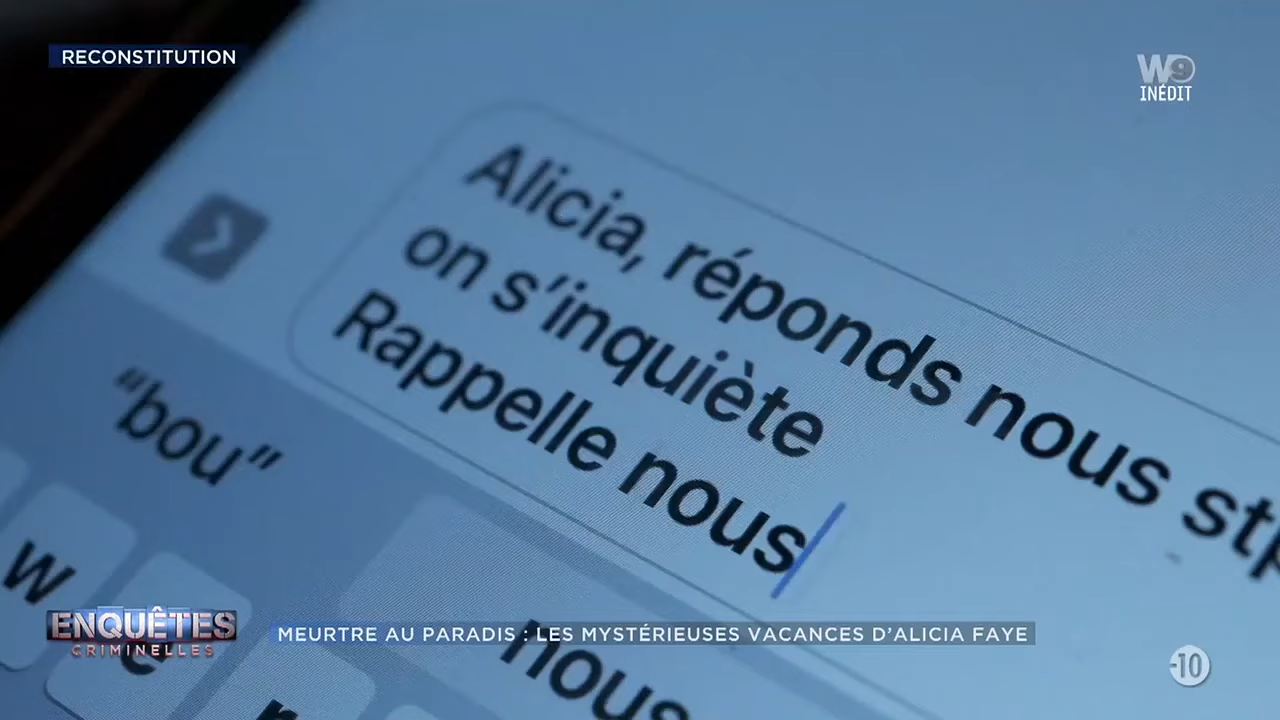 RECONSTITUTION
W9
INÉDIT
Alicia, réponds nous stp
on s’inquiète
Rappelle nous
“bou”
nous
w
e
r
ENQUÊTES
CRIMINELLES
MEURTRE AU PARADIS : LES MYSTÉRIEUSES VACANCES D’ALICIA FAYE
-10